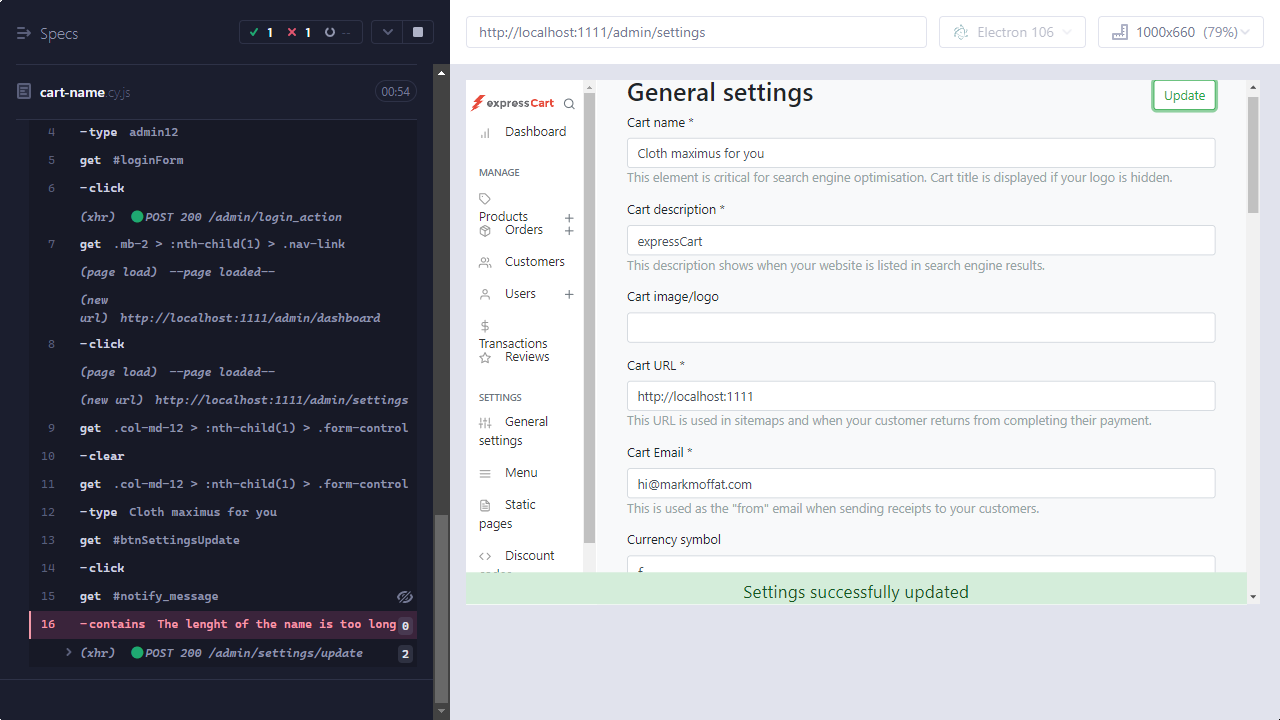 Specs
1
1
--
cart-name.cy.js
00:54
4 -type admin12
5 get #loginForm
6 -click
(xhr) POST 200 /admin/login_action
7 get .mb-2 > :nth-child(1) > .nav-link
(page load) --page loaded--
(new
url) http://localhost:1111/admin/dashboard
8 -click
(page load) --page loaded--
(new url) http://localhost:1111/admin/settings
9 get .col-md-12 > :nth-child(1) > .form-control
10 -clear
11 get .col-md-12 > :nth-child(1) > .form-control
12 -type Cloth maximus for you
13 get #btnSettingsUpdate
14 -click
15 get #notify_message
16 -contains The lenght of the name is too long 0
(xhr) POST 200 /admin/settings/update 2
http://localhost:1111/admin/settings
Electron 106
1000x660 (79%)
expressCart
Dashboard
MANAGE
Products
Orders
Customers
Users
Transactions
Reviews
SETTINGS
General
settings
Menu
Static
pages
Discount
General settings
Update
Cart name *
Cloth maximus for you
This element is critical for search engine optimisation. Cart title is displayed if your logo is hidden.
Cart description *
expressCart
This description shows when your website is listed in search engine results.
Cart image/logo
Cart URL *
http://localhost:1111
This URL is used in sitemaps and when your customer returns from completing their payment.
Cart Email *
hi@markmoffat.com
This is used as the "from" email when sending receipts to your customers.
Currency symbol
Settings successfully updated